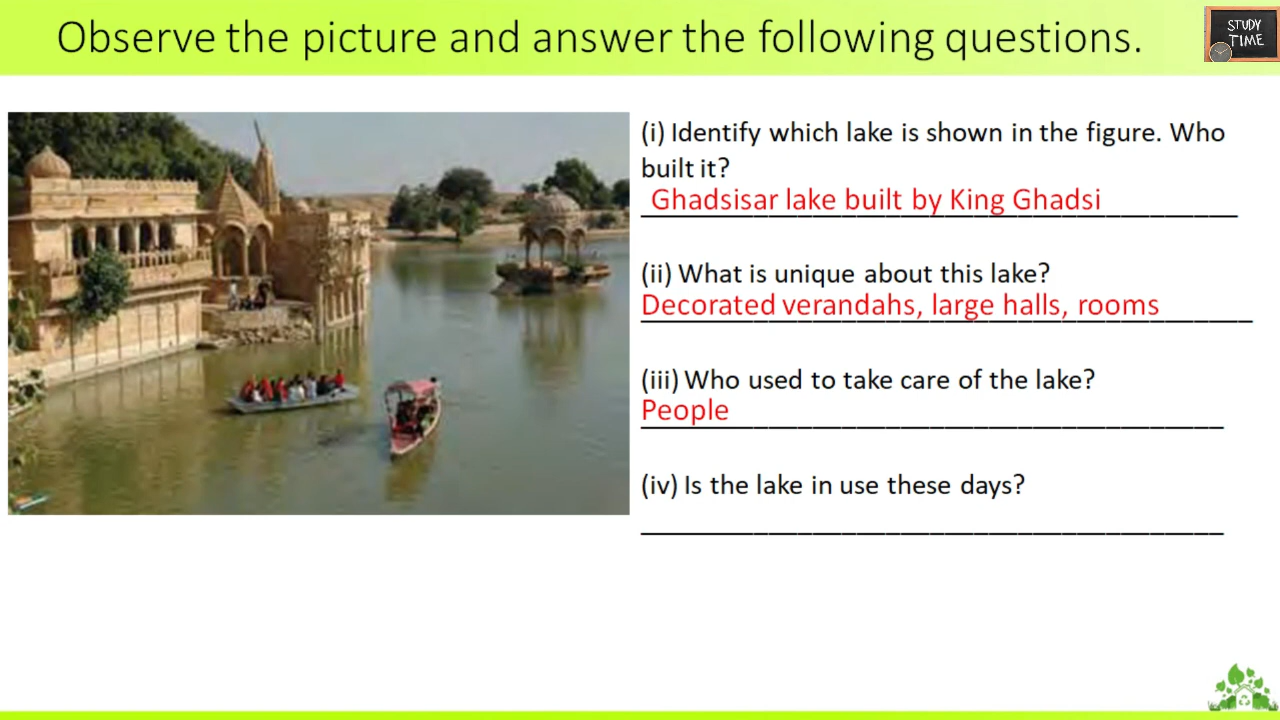 Observe the picture and answer the following questions.
STUDY
TIME
(i) Identify which lake is shown in the figure. Who
built it?
Ghadsisar lake built by King Ghadsi
(ii) What is unique about this lake?
Decorated verandahs, large halls, rooms
(iii) Who used to take care of the lake?
People
(iv) Is the lake in use these days?